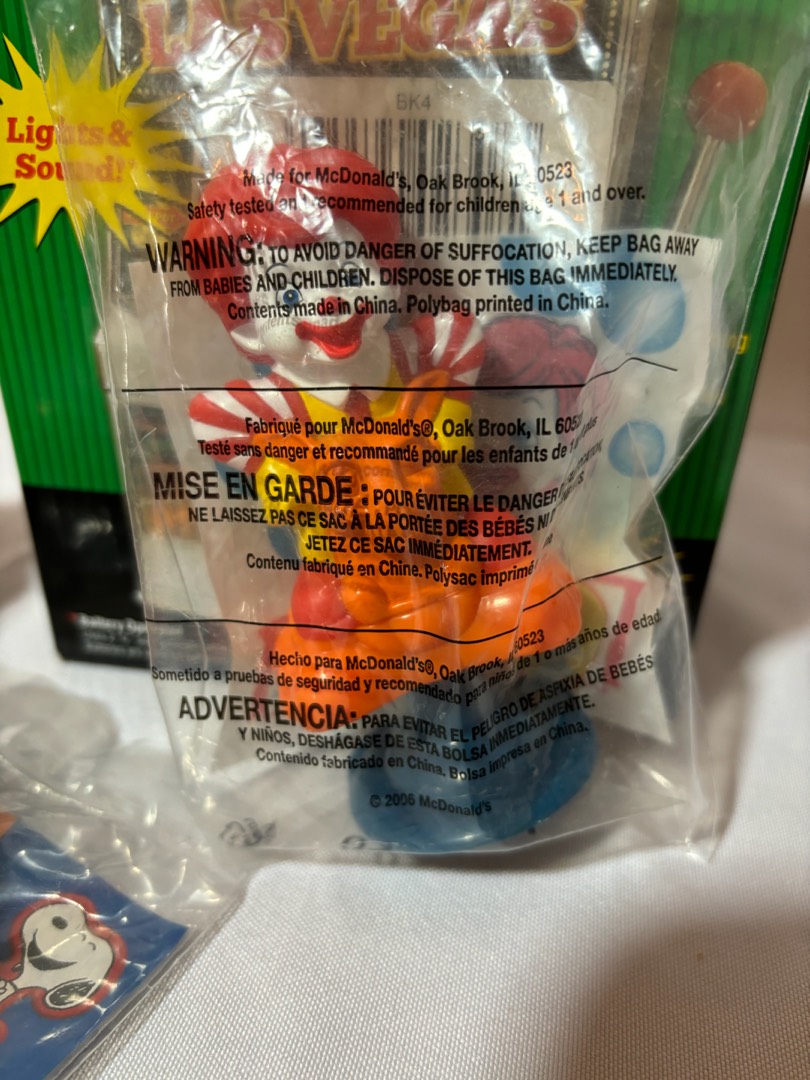 LAS VEGAS
BK4
Lights &
Sound!
Made for McDonald's, Oak Brook, IL 60523
Safety tested and recommended for children age 1 and over.
WARNING: TO AVOID DANGER OF SUFFOCATION, KEEP BAG AWAY
FROM BABIES AND CHILDREN. DISPOSE OF THIS BAG IMMEDIATELY.
Contents made in China. Polybag printed in China.
Fabriqué pour McDonald's®, Oak Brook, IL 605
Testé sans danger et recommandé pour les enfants de 1 plus
MISE EN GARDE : POUR ÉVITER LE DANGER
NE LAISSEZ PAS CE SAC À LA PORTÉE DES BÉBÉS NI
JETEZ CE SAC IMMÉDIATEMENT.
Contenu fabriqué en Chine. Polysac imprimé
Hecho para McDonald's®, Oak Brook, 60523
Sometido a pruebas de seguridad y recomendado para niños de 1 o más años de edad.
ADVERTENCIA: PARA EVITAR EL PELIGRO DE ASFIXIA DE BEBÉS
Y NIÑOS, DESHÁGASE DE ESTA BOLSA INMEDIATAMENTE.
Contenido fabricado en China. Bolsa impresa en China.
© 2006 McDonald's